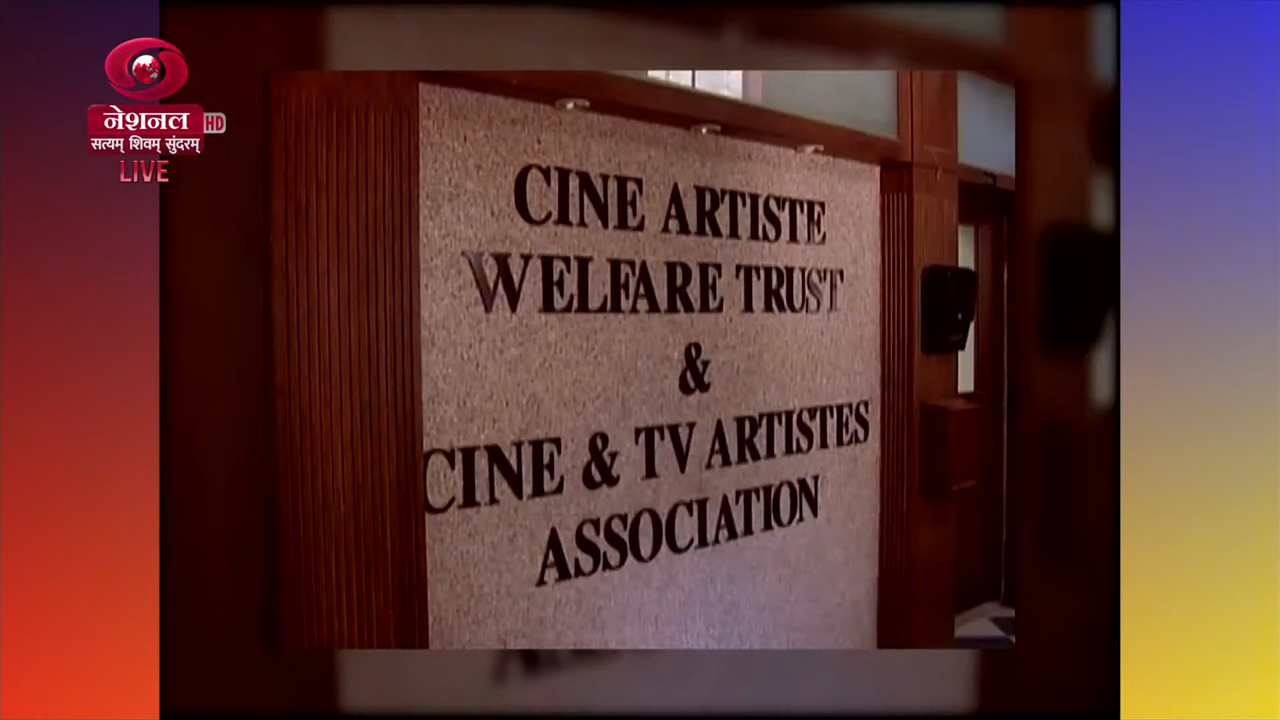 नेशनल HD
सत्यम् शिवम् सुंदरम्
LIVE
CINE ARTISTE
WELFARE TRUST
&
CINE & TV ARTISTES
ASSOCIATION